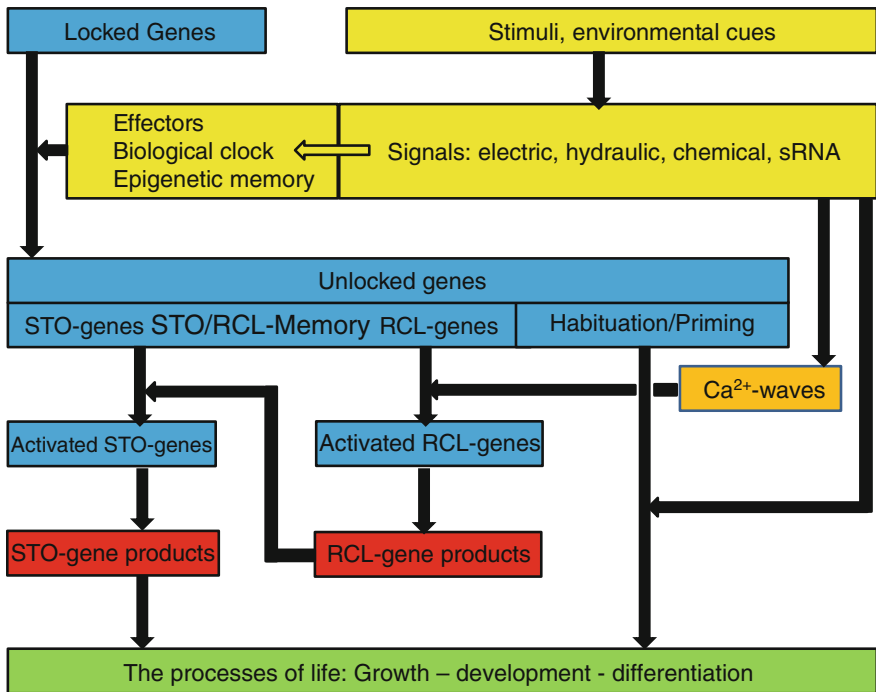 Locked Genes
Stimuli, environmental cues
Effectors
Biological clock
Epigenetic memory
Signals: electric, hydraulic, chemical, sRNA
Unlocked genes
STO-genes STO/RCL-Memory RCL-genes
Habituation/Priming
Ca²⁺-waves
Activated STO-genes
Activated RCL-genes
STO-gene products
RCL-gene products
The processes of life: Growth – development - differentiation